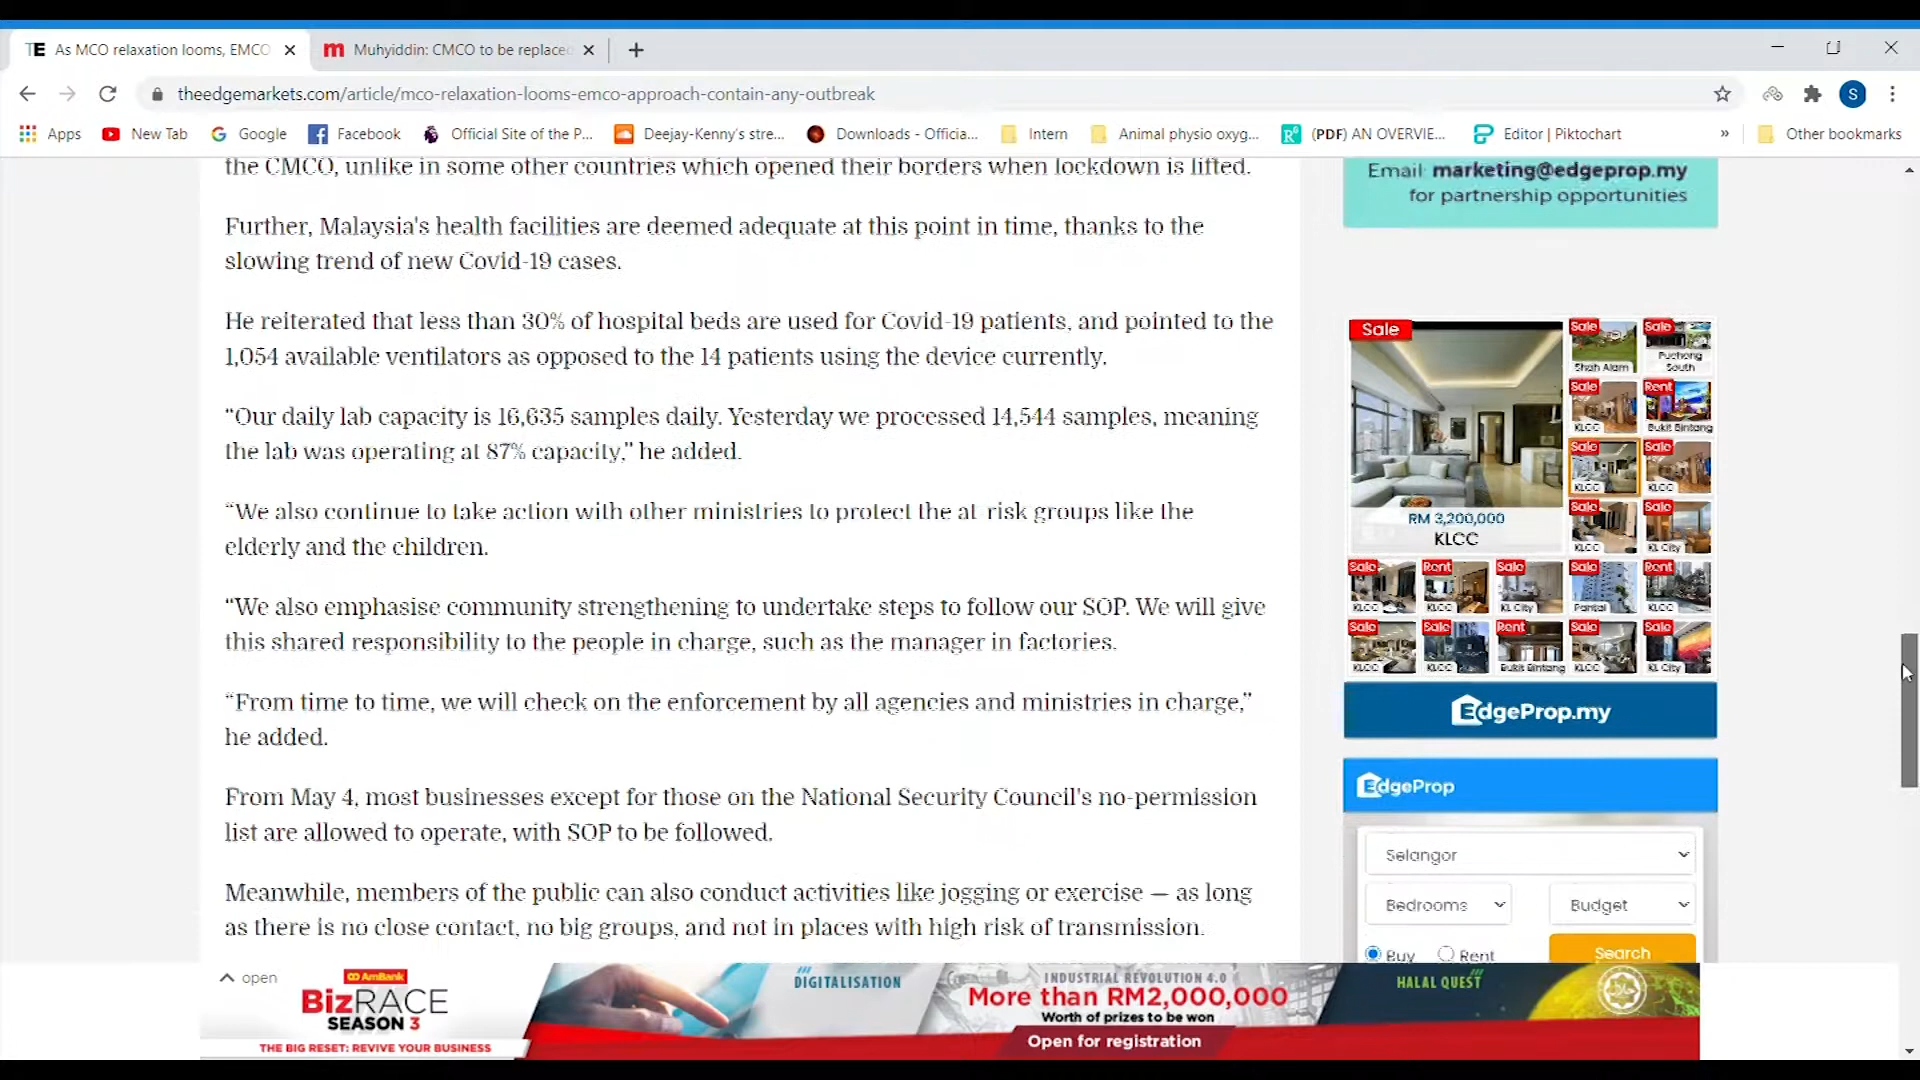 As MCO relaxation looms, EMCO
Muhyiddin: CMCO to be replaced
theedgemarkets.com/article/mco-relaxation-looms-emco-approach-contain-any-outbreak
S
Apps
New Tab
Google
Facebook
Official Site of the P...
Deejay-Kenny's stre...
Downloads - Officia...
Intern
Animal physio oxyg...
(PDF) AN OVERVIE...
Editor | Piktochart
»
Other bookmarks
the CMCO, unlike in some other countries which opened their borders when lockdown is lifted.
Further, Malaysia's health facilities are deemed adequate at this point in time, thanks to the
slowing trend of new Covid-19 cases.
He reiterated that less than 30% of hospital beds are used for Covid-19 patients, and pointed to the
1,054 available ventilators as opposed to the 14 patients using the device currently.
“Our daily lab capacity is 16,635 samples daily. Yesterday we processed 14,544 samples, meaning
the lab was operating at 87% capacity,” he added.
“We also continue to take action with other ministries to protect the at-risk groups like the
elderly and the children.
“We also emphasise community strengthening to undertake steps to follow our SOP. We will give
this shared responsibility to the people in charge, such as the manager in factories.
“From time to time, we will check on the enforcement by all agencies and ministries in charge,”
he added.
From May 4, most businesses except for those on the National Security Council's no-permission
list are allowed to operate, with SOP to be followed.
Meanwhile, members of the public can also conduct activities like jogging or exercise — as long
as there is no close contact, no big groups, and not in places with high risk of transmission.
Email: marketing@edgeprop.my
for partnership opportunities
Sale
RM 3,200,000
KLCC
Sale
Shah Alam
Sale
Puchong
South
Sale
KLCC
Rent
Bukit Bintang
Sale
KLCC
Sale
KLCC
Sale
KLCC
Sale
KL City
Sale
KLCC
Rent
KLCC
Sale
KL City
Sale
Pantai
Rent
KLCC
Sale
KLCC
Sale
KLCC
Rent
Bukit Bintang
Sale
KLCC
Sale
KL City
EdgeProp.my
EdgeProp
Selangor
Bedrooms
Budget
Buy
Rent
Search
open
AmBank
BizRACE
SEASON 3
THE BIG RESET: REVIVE YOUR BUSINESS
DIGITALISATION
INDUSTRIAL REVOLUTION 4.0
More than RM2,000,000
Worth of prizes to be won
Open for registration
HALAL QUEST